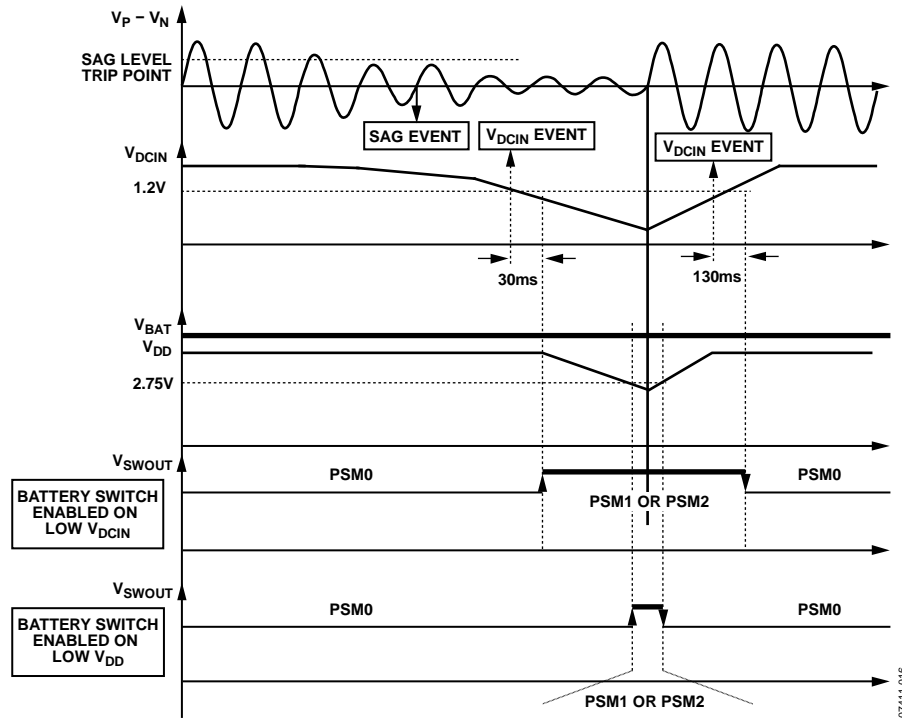 VP – VN
SAG LEVEL
TRIP POINT
SAG EVENT
VDCIN EVENT
VDCIN EVENT
VDCIN
1.2V
30ms
130ms
VBAT
VDD
2.75V
VSWOUT
PSM0
PSM0
BATTERY SWITCH
ENABLED ON
LOW VDCIN
PSM1 OR PSM2
VSWOUT
PSM0
PSM0
BATTERY SWITCH
ENABLED ON
LOW VDD
PSM1 OR PSM2
07411-016